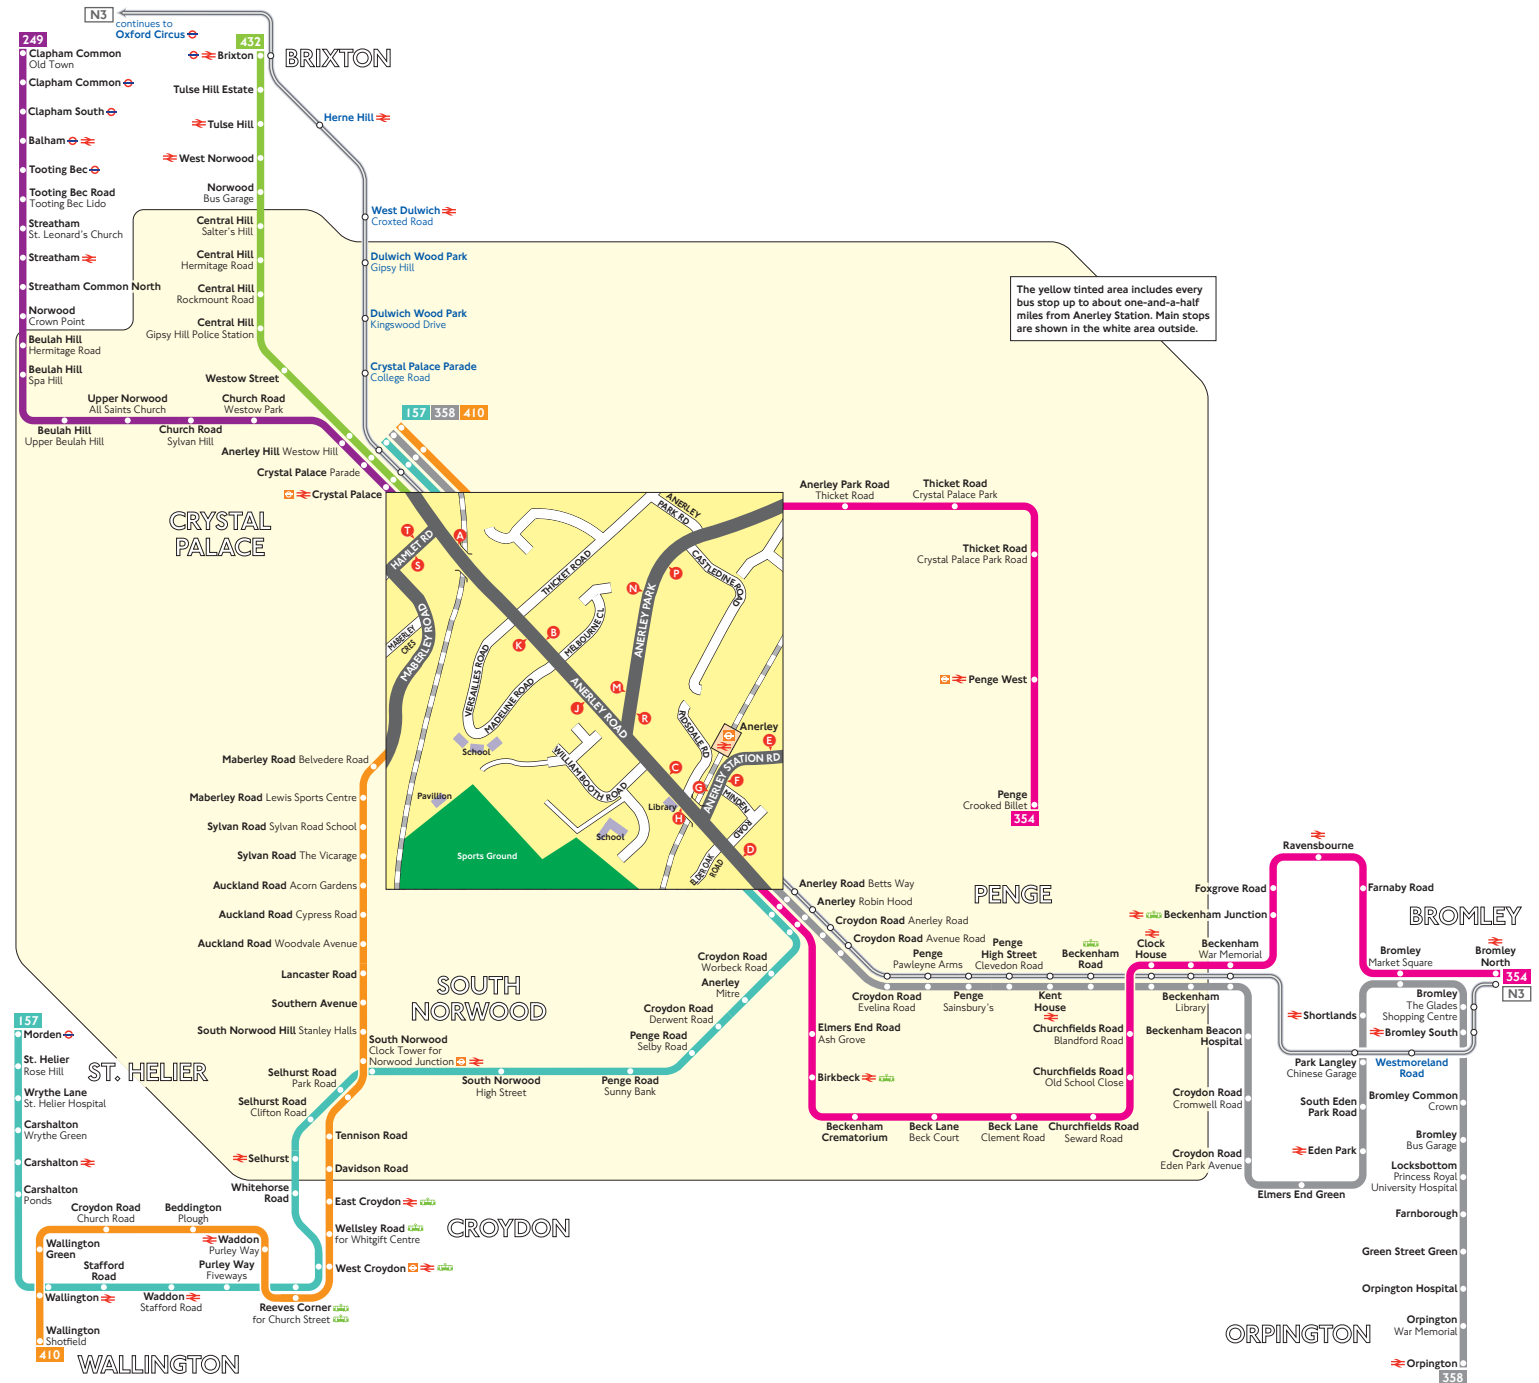 N3
continues to
Oxford Circus
249
Clapham Common
Old Town
Clapham Common
Clapham South
Balham
Tooting Bec
Tooting Bec Road
Tooting Bec Lido
Streatham
St. Leonard's Church
Streatham
Streatham Common North
Norwood
Crown Point
Beulah Hill
Hermitage Road
Beulah Hill
Spa Hill
Beulah Hill
Upper Beulah Hill
Upper Norwood
All Saints Church
Church Road
Sylvan Hill
Church Road
Westow Park
Anerley Hill Westow Hill
Crystal Palace Parade
Crystal Palace
432
Brixton
BRIXTON
Tulse Hill Estate
Tulse Hill
West Norwood
Norwood
Bus Garage
Central Hill
Salter's Hill
Central Hill
Hermitage Road
Central Hill
Rockmount Road
Central Hill
Gipsy Hill Police Station
Westow Street
Herne Hill
West Dulwich
Croxted Road
Dulwich Wood Park
Gipsy Hill
Dulwich Wood Park
Kingswood Drive
Crystal Palace Parade
College Road
157
358
410
The yellow tinted area includes every
bus stop up to about one-and-a-half
miles from Anerley Station. Main stops
are shown in the white area outside.
CRYSTAL
PALACE
Anerley Park Road
Thicket Road
Thicket Road
Crystal Palace Park
Thicket Road
Crystal Palace Park Road
Penge West
Penge
Crooked Billet
354
T
A
S
HAMLET RD
MABERLEY
CRES
MABERLEY ROAD
THICKET ROAD
ANERLEY
PARK RD
CASTLEDINE ROAD
N
P
ANERLEY PARK
K
B
MELBOURNE CL
VERSAILLES ROAD
MADELINE ROAD
ANERLEY ROAD
M
J
R
School
WILLIAM BOOTH ROAD
RIDSDALE RD
Anerley
E
ANERLEY STATION RD
C
F
G
H
MINDEN
ROAD
Library
Pavillion
School
Sports Ground
ELDER OAK
ROAD
D
Maberley Road Belvedere Road
Maberley Road Lewis Sports Centre
Sylvan Road Sylvan Road School
Sylvan Road The Vicarage
Auckland Road Acorn Gardens
Auckland Road Cypress Road
Auckland Road Woodvale Avenue
Lancaster Road
Southern Avenue
South Norwood Hill Stanley Halls
South Norwood
Clock Tower for
Norwood Junction
SOUTH
NORWOOD
South Norwood
High Street
Penge Road
Sunny Bank
Penge Road
Selby Road
Croydon Road
Derwent Road
Anerley
Mitre
Croydon Road
Worbeck Road
Anerley Road Betts Way
Anerley Robin Hood
Croydon Road Anerley Road
Croydon Road Avenue Road
PENGE
Croydon Road
Evelina Road
Penge
Pawleyne Arms
Penge
Sainsbury's
Penge
High Street
Clevedon Road
Kent
House
Beckenham
Road
Clock
House
Beckenham
Library
Beckenham
War Memorial
Beckenham Junction
Foxgrove Road
Ravensbourne
Farnaby Road
BROMLEY
Bromley
Market Square
Bromley
North
354
N3
Bromley
The Glades
Shopping Centre
Bromley South
Westmoreland
Road
Shortlands
Park Langley
Chinese Garage
South Eden
Park Road
Eden Park
Elmers End Green
Beckenham Beacon
Hospital
Croydon Road
Cromwell Road
Croydon Road
Eden Park Avenue
Elmers End Road
Ash Grove
Birkbeck
Beckenham
Crematorium
Beck Lane
Beck Court
Beck Lane
Clement Road
Churchfields Road
Seward Road
Churchfields Road
Old School Close
Churchfields Road
Blandford Road
Bromley Common
Crown
Bromley
Bus Garage
Locksbottom
Princess Royal
University Hospital
Farnborough
Green Street Green
Orpington Hospital
Orpington
War Memorial
Orpington
358
ORPINGTON
157
Morden
St. Helier
Rose Hill
ST. HELIER
Wrythe Lane
St. Helier Hospital
Carshalton
Wrythe Green
Carshalton
Carshalton
Ponds
Selhurst Road
Park Road
Selhurst Road
Clifton Road
Selhurst
Whitehorse
Road
Tennison Road
Davidson Road
East Croydon
Wellsley Road
for Whitgift Centre
West Croydon
CROYDON
Croydon Road
Church Road
Beddington
Plough
Waddon
Purley Way
Wallington
Green
Stafford
Road
Purley Way
Fiveways
Wallington
Waddon
Stafford Road
Reeves Corner
for Church Street
Wallington
Shotfield
410
WALLINGTON